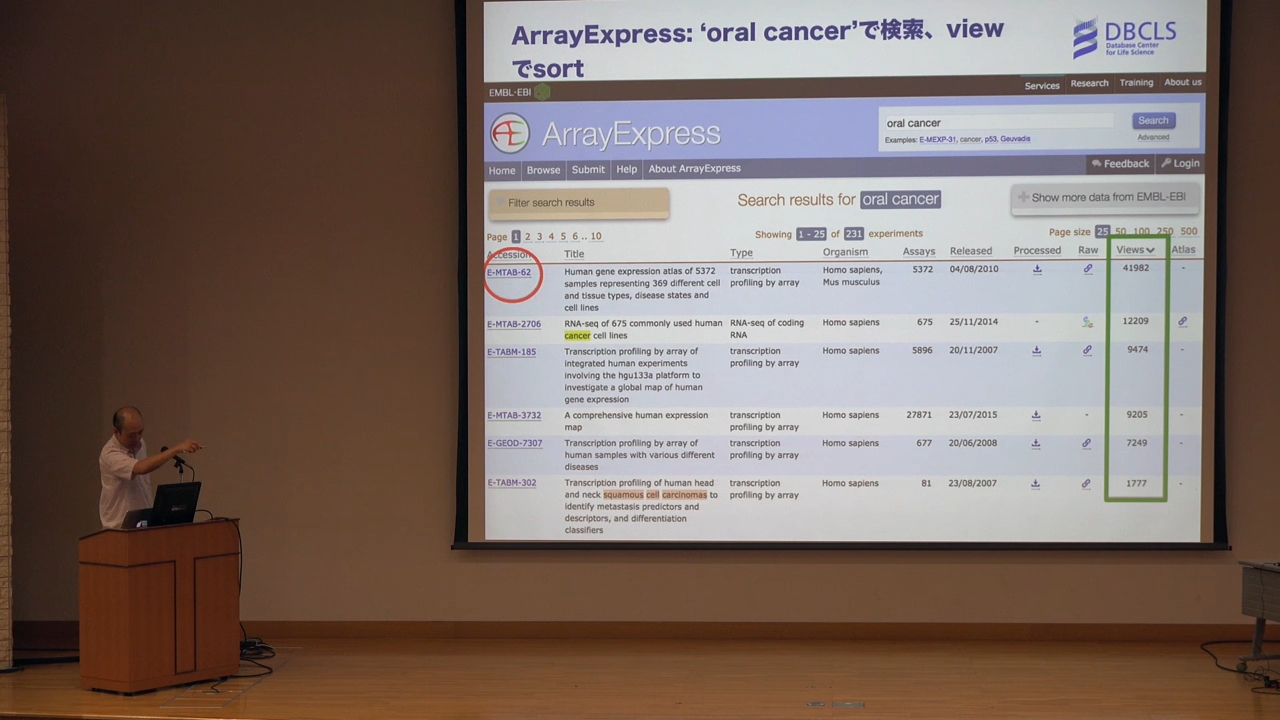 ArrayExpress: ‘oral cancer’で検索、view
でsort
DBCLS
Database Center
for Life Science
EMBL-EBI
Services Research Training About us
ArrayExpress
oral cancer
Search
Examples: E-MEXP-31, cancer, p53, Geuvadis
Advanced
Home Browse Submit Help About ArrayExpress
Feedback Login
Filter search results
Search results for oral cancer
Show more data from EMBL-EBI
Page 1 2 3 4 5 6 .. 10
Showing 1 - 25 of 231 experiments
Page size 25 50 100 250 500
Accession Title Type Organism Assays Released Processed Raw Views Atlas
E-MTAB-62 Human gene expression atlas of 5372 transcription Homo sapiens, 5372 04/08/2010 - 41982 -
samples representing 369 different cell profiling by array Mus musculus
and tissue types, disease states and
cell lines
E-MTAB-2706 RNA-seq of 675 commonly used human RNA-seq of coding Homo sapiens 675 25/11/2014 - 12209
cancer cell lines RNA
E-TABM-185 Transcription profiling by array of transcription Homo sapiens 5896 20/11/2007 9474 -
integrated human experiments profiling by array
involving the hgu133a platform to
investigate a global map of human
gene expression
E-MTAB-3732 A comprehensive human expression transcription Homo sapiens 27871 23/07/2015 - 9205 -
map profiling by array
E-GEOD-7307 Transcription profiling by array of transcription Homo sapiens 677 20/06/2008 7249 -
human samples with various different profiling by array
diseases
E-TABM-302 Transcription profiling of human head transcription Homo sapiens 81 23/08/2007 1777 -
and neck squamous cell carcinomas to profiling by array
identify metastasis predictors and
descriptors, and differentiation
classifiers